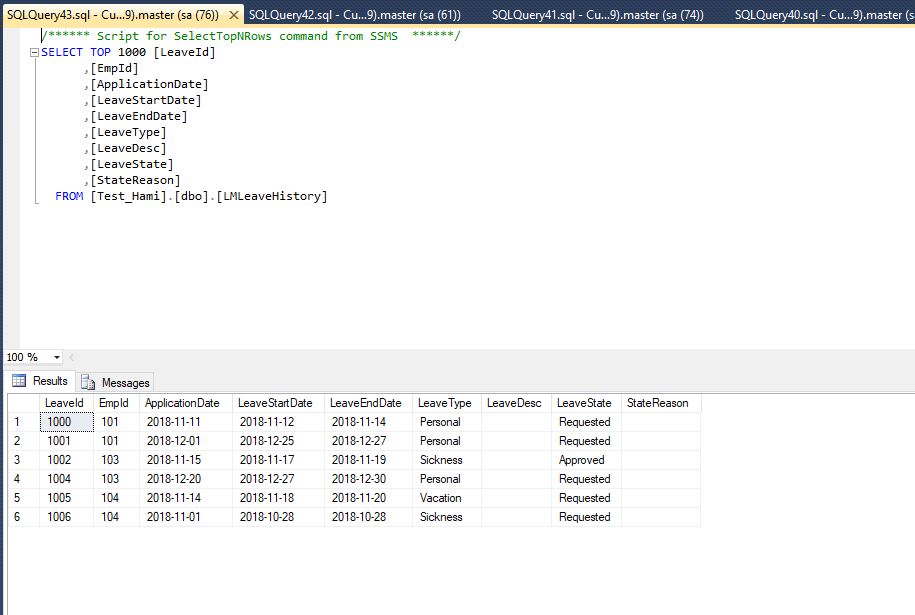 SQLQuery43.sql - Cu...9).master (sa (76)) SQLQuery42.sql - Cu...9).master (sa (61)) SQLQuery41.sql - Cu...9).master (sa (74)) SQLQuery40.sql - Cu...9).master (s
/****** Script for SelectTopNRows command from SSMS ******/
SELECT TOP 1000 [LeaveId]
,[EmpId]
,[ApplicationDate]
,[LeaveStartDate]
,[LeaveEndDate]
,[LeaveType]
,[LeaveDesc]
,[LeaveState]
,[StateReason]
FROM [Test_Hami].[dbo].[LMLeaveHistory]
100 %
Results Messages
LeaveId EmpId ApplicationDate LeaveStartDate LeaveEndDate LeaveType LeaveDesc LeaveState StateReason
1 1000 101 2018-11-11 2018-11-12 2018-11-14 Personal Requested
2 1001 101 2018-12-01 2018-12-25 2018-12-27 Personal Requested
3 1002 103 2018-11-15 2018-11-17 2018-11-19 Sickness Approved
4 1004 103 2018-12-20 2018-12-27 2018-12-30 Personal Requested
5 1005 104 2018-11-14 2018-11-18 2018-11-20 Vacation Requested
6 1006 104 2018-11-01 2018-10-28 2018-10-28 Sickness Requested